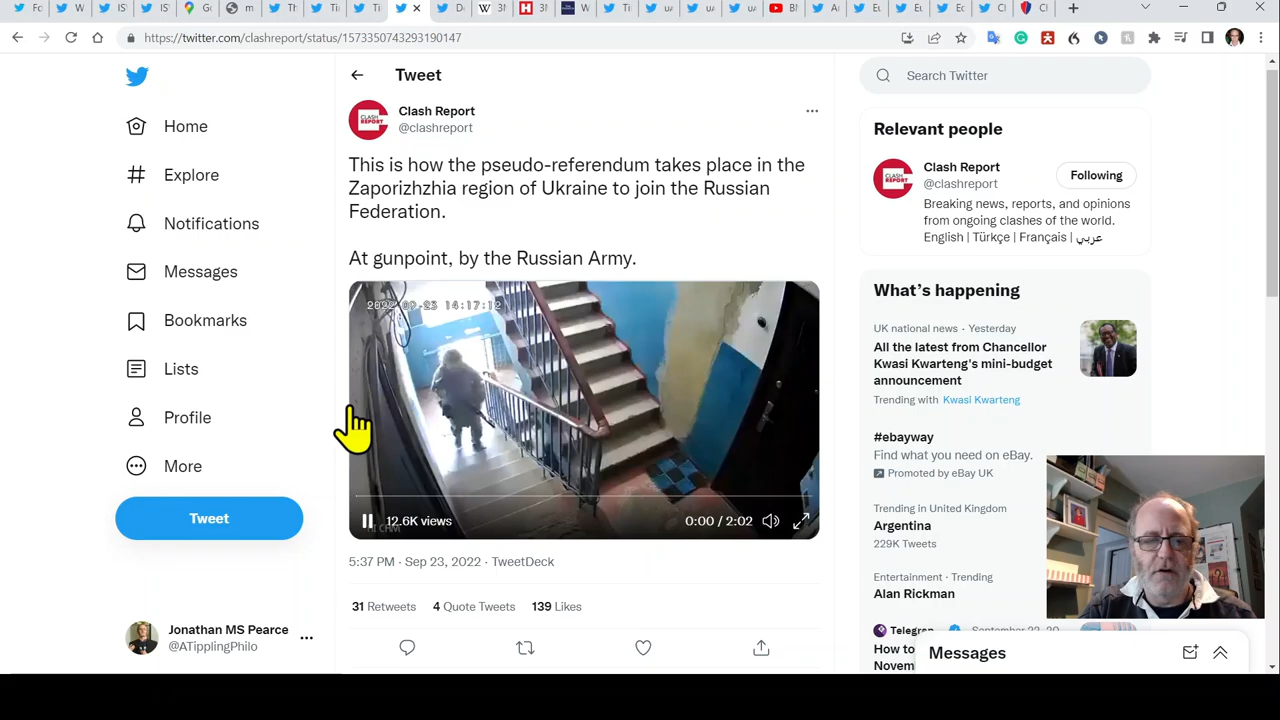 https://twitter.com/clashreport/status/1573350743293190147
Home
Explore
Notifications
Messages
Bookmarks
Lists
Profile
More
Tweet
Jonathan MS Pearce
@ATipplingPhilo
Tweet
Clash Report
@clashreport
This is how the pseudo-referendum takes place in the
Zaporizhzhia region of Ukraine to join the Russian
Federation.
At gunpoint, by the Russian Army.
14:17:12
12.6K views
0:00 / 2:02
5:37 PM · Sep 23, 2022 · TweetDeck
31 Retweets 4 Quote Tweets 139 Likes
Search Twitter
Relevant people
Clash Report
@clashreport
Following
Breaking news, reports, and opinions
from ongoing clashes of the world.
English | Türkçe | Français | عربي
What's happening
UK national news · Yesterday
All the latest from Chancellor
Kwasi Kwarteng's mini-budget
announcement
Trending with Kwasi Kwarteng
#ebayway
Find what you need on eBay.
Promoted by eBay UK
Trending in United Kingdom
Argentina
229K Tweets
Entertainment · Trending
Alan Rickman
How to
Novem
Messages